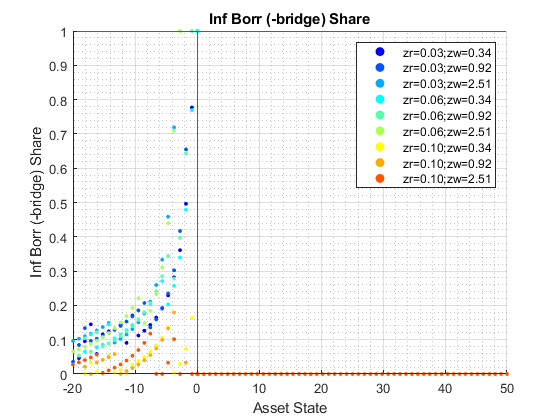 Inf Borr (-bridge) Share
1
0.9
0.8
0.7
0.6
0.5
0.4
0.3
0.2
0.1
0
Inf Borr (-bridge) Share
zr=0.03;zw=0.34
zr=0.03;zw=0.92
zr=0.03;zw=2.51
zr=0.06;zw=0.34
zr=0.06;zw=0.92
zr=0.06;zw=2.51
zr=0.10;zw=0.34
zr=0.10;zw=0.92
zr=0.10;zw=2.51
-20 -10 0 10 20 30 40 50
Asset State